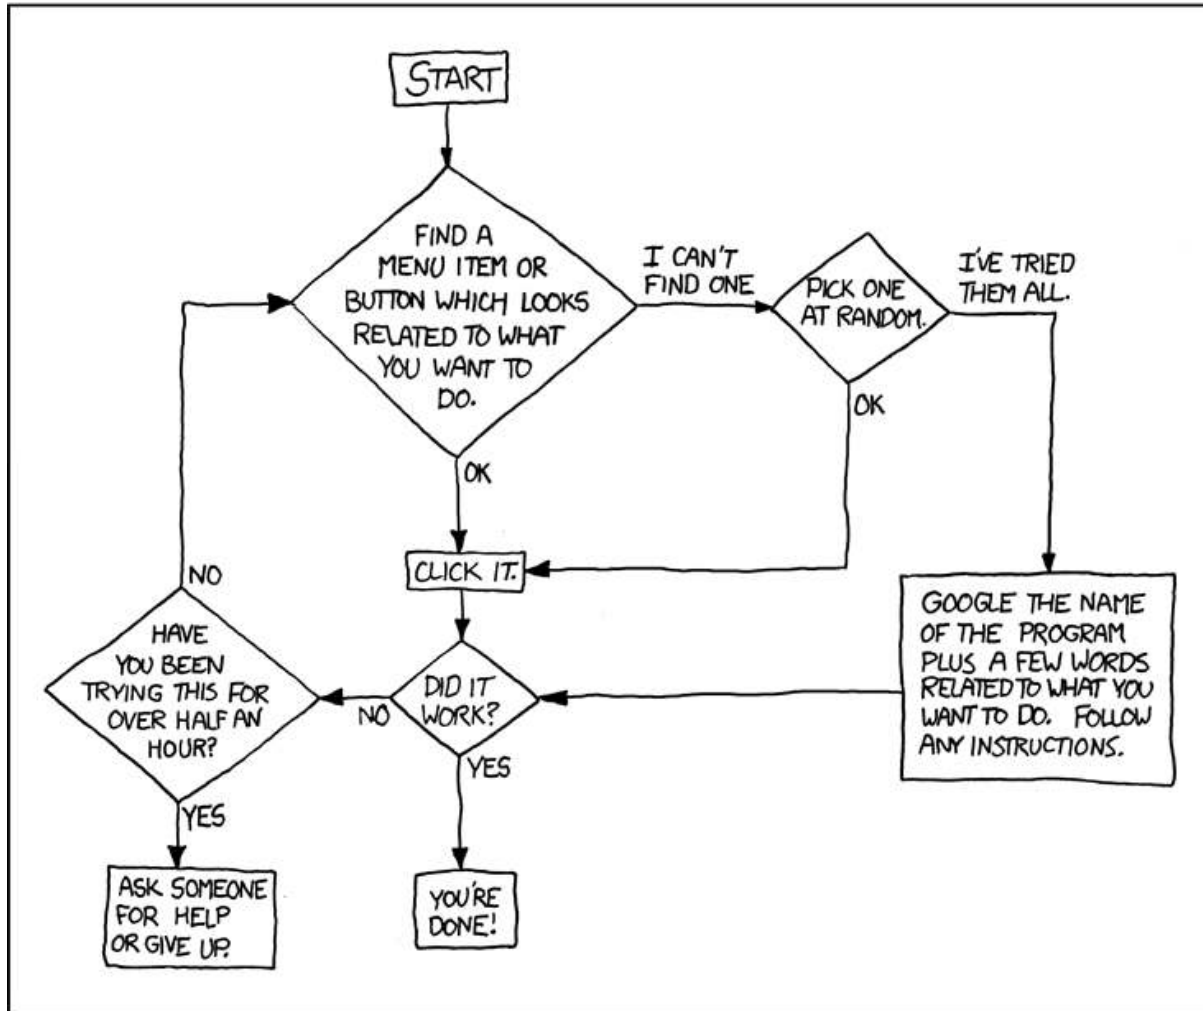 START
FIND A
MENU ITEM OR
BUTTON WHICH LOOKS
RELATED TO WHAT
YOU WANT TO
DO.
I CAN'T
FIND ONE
PICK ONE
AT RANDOM.
I'VE TRIED
THEM ALL.
OK
OK
CLICK IT.
NO
HAVE
YOU BEEN
TRYING THIS FOR
OVER HALF AN
HOUR?
NO
DID IT
WORK?
GOOGLE THE NAME
OF THE PROGRAM
PLUS A FEW WORDS
RELATED TO WHAT YOU
WANT TO DO. FOLLOW
ANY INSTRUCTIONS.
YES
YES
ASK SOMEONE
FOR HELP
OR GIVE UP.
YOU'RE
DONE!